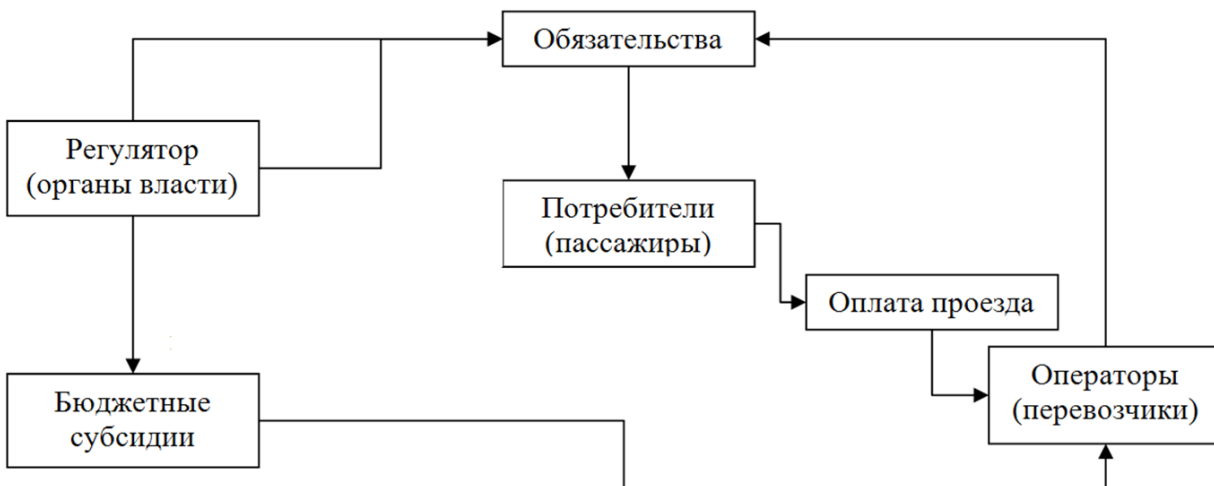 Обязательства
Регулятор
(органы власти)
Потребители
(пассажиры)
Оплата проезда
Операторы
(перевозчики)
Бюджетные
субсидии